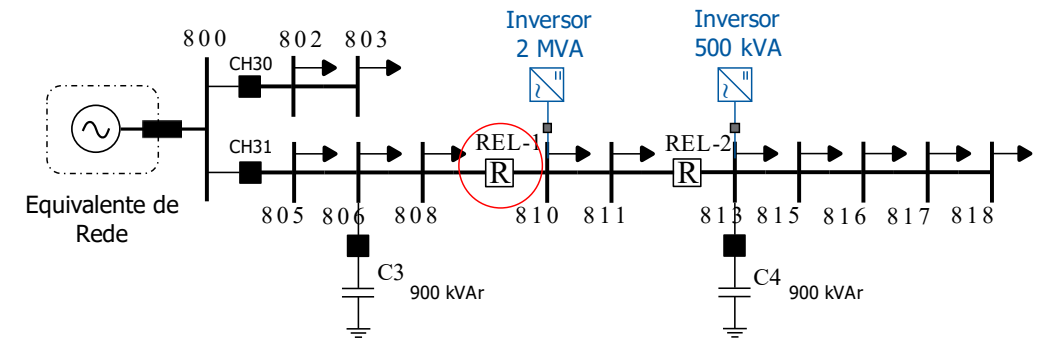 Inversor
2 MVA
Inversor
500 kVA
800
802
803
CH30
CH31
REL-1
R
REL-2
R
Equivalente de
Rede
805
806
808
810
811
813
815
816
817
818
C3
900 kVAr
C4
900 kVAr